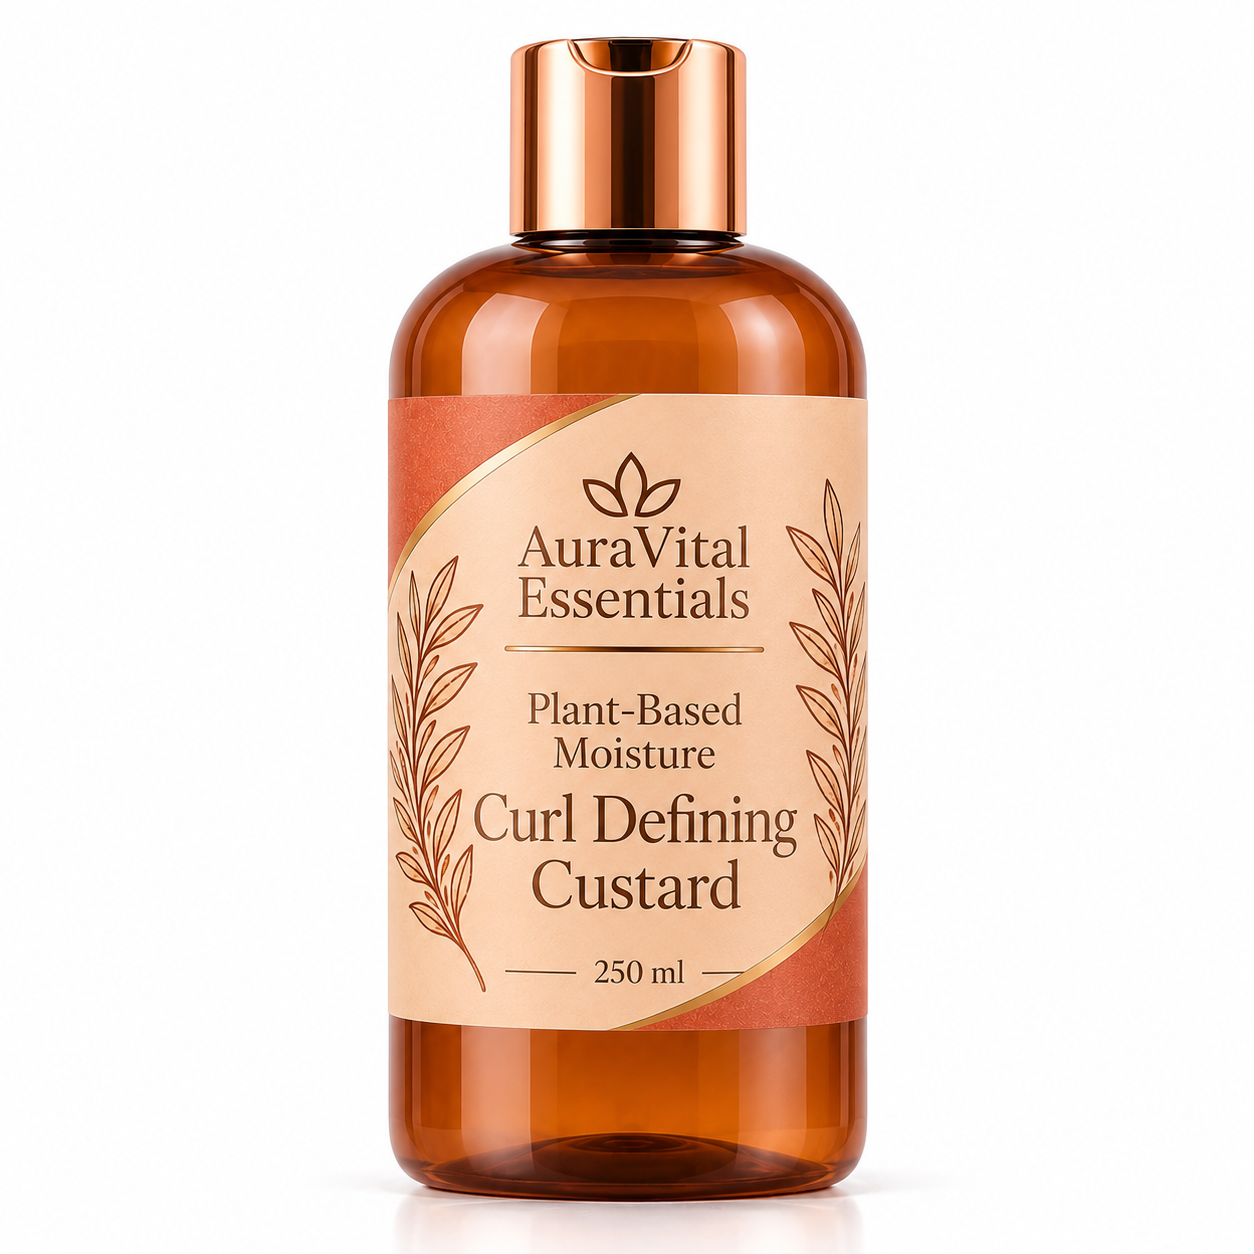 AuraVital
Essentials
Plant-Based
Moisture
Curl Defining
Custard
250 ml